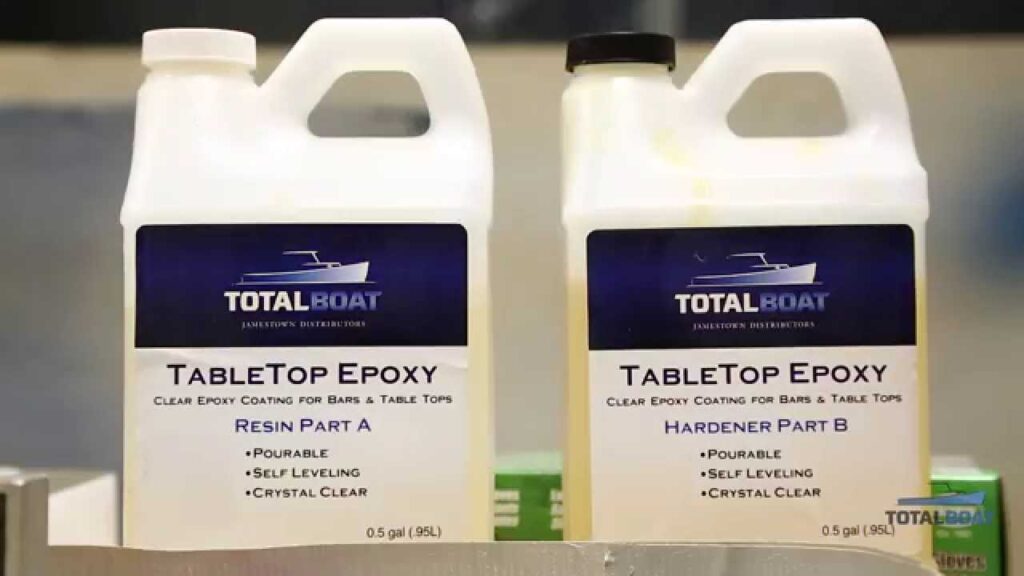 TOTALBOAT
JAMESTOWN DISTRIBUTORS
TABLETOP EPOXY
CLEAR EPOXY COATING FOR BARS & TABLE TOPS
RESIN PART A
•POURABLE
•SELF LEVELING
•CRYSTAL CLEAR
0.5 gal (.95L)
TOTALBOAT
JAMESTOWN DISTRIBUTORS
TABLETOP EPOXY
CLEAR EPOXY COATING FOR BARS & TABLE TOPS
HARDENER PART B
•POURABLE
•SELF LEVELING
•CRYSTAL CLEAR
0.5 gal (.95L)
TOTALBOAT
Gloves